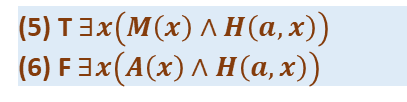 (5) T ∃x(M(x) ∧ H(a, x))
(6) F ∃x(A(x) ∧ H(a, x))